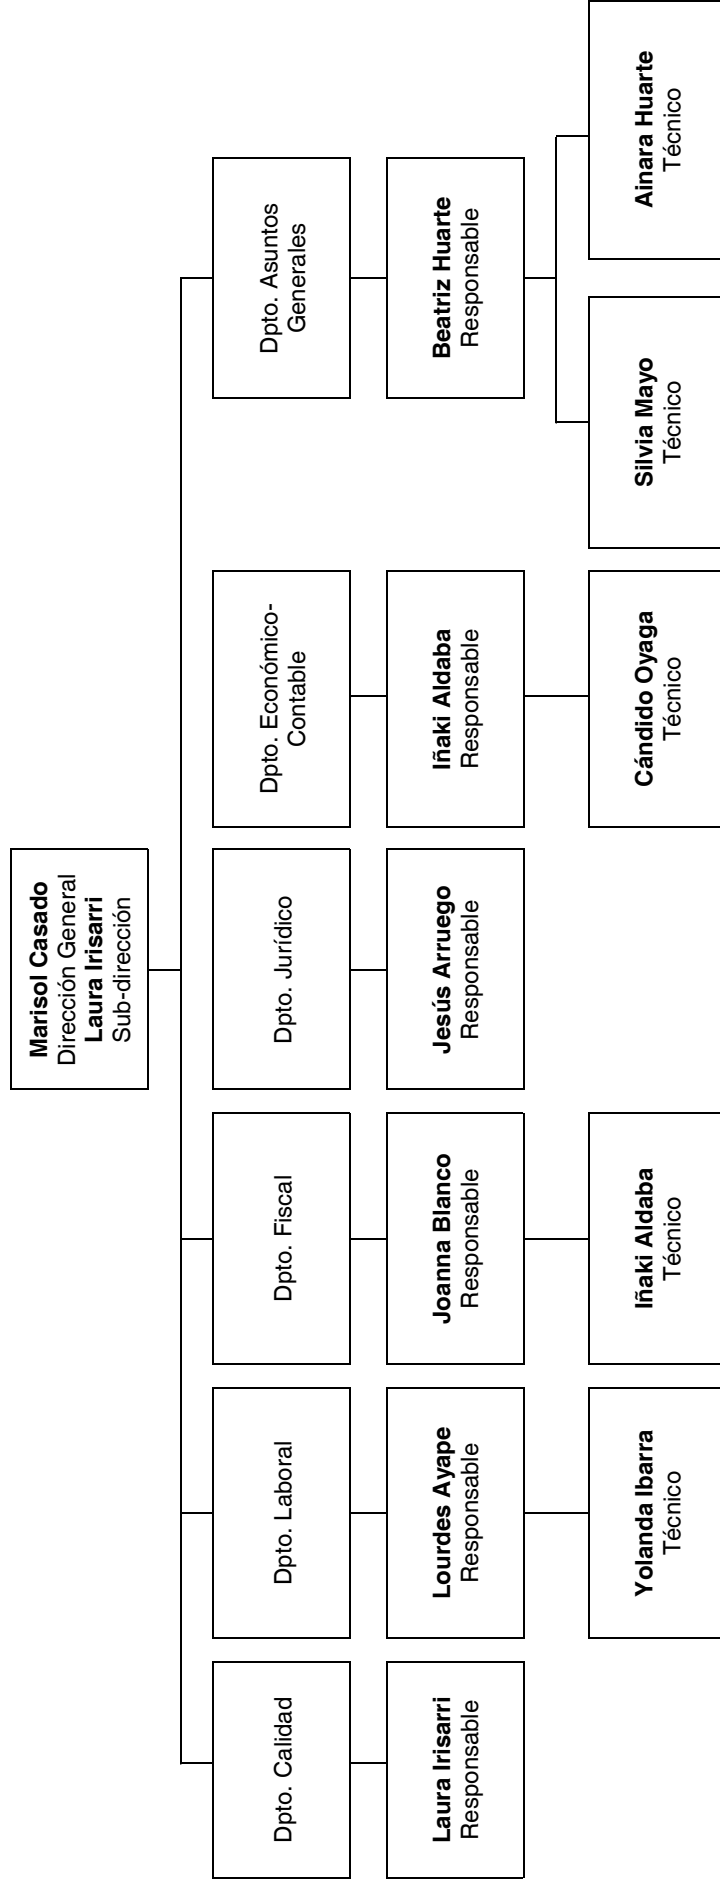 Marisol Casado
Dirección General
Laura Irisarri
Sub-dirección
Dpto. Calidad
Dpto. Laboral
Dpto. Fiscal
Dpto. Jurídico
Dpto. Económico-
Contable
Dpto. Asuntos
Generales
Laura Irisarri
Responsable
Lourdes Ayape
Responsable
Joanna Blanco
Responsable
Jesús Arruego
Responsable
Iñaki Aldaba
Responsable
Beatriz Huarte
Responsable
Yolanda Ibarra
Técnico
Iñaki Aldaba
Técnico
Cándido Oyaga
Técnico
Silvia Mayo
Técnico
Ainara Huarte
Técnico